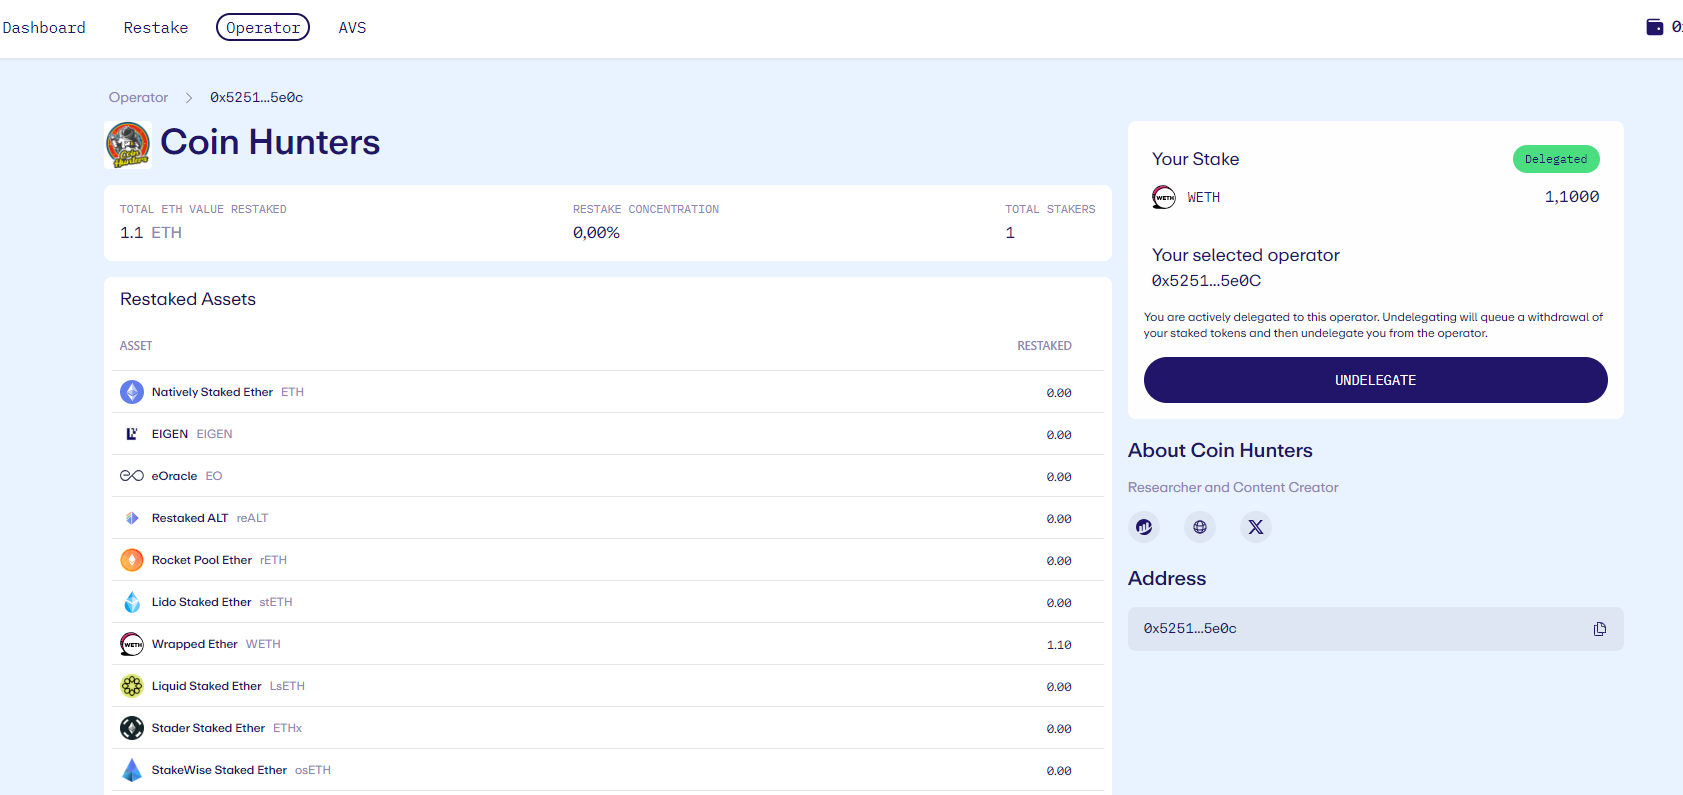 Dashboard Restake Operator AVS
Operator > 0x5251...5e0c
Coin Hunters
TOTAL ETH VALUE RESTAKED RESTAKE CONCENTRATION TOTAL STAKERS
1.1 ETH 0,00% 1
Restaked Assets
ASSET RESTAKED
Natively Staked Ether ETH 0.00
EIGEN EIGEN 0.00
eOracle EO 0.00
Restaked ALT reALT 0.00
Rocket Pool Ether rETH 0.00
Lido Staked Ether stETH 0.00
WETH Wrapped Ether WETH 1.10
Liquid Staked Ether LsETH 0.00
Stader Staked Ether ETHx 0.00
StakeWise Staked Ether osETH 0.00
Your Stake Delegated
WETH WETH 1,1000
Your selected operator
0x5251...5e0C
You are actively delegated to this operator. Undelegating will queue a withdrawal of
your staked tokens and then undelegate you from the operator.
UNDELEGATE
About Coin Hunters
Researcher and Content Creator
Address
0x5251...5e0c